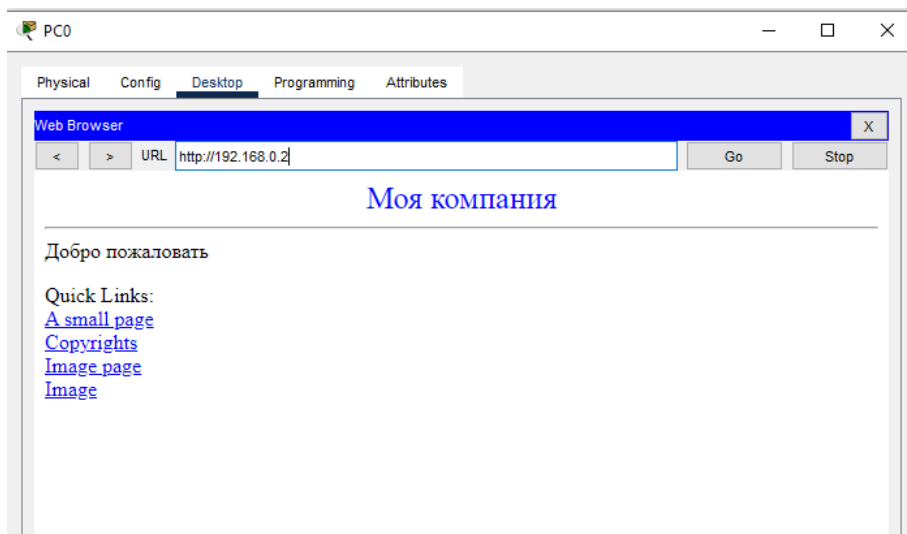 PC0
Physical Config Desktop Programming Attributes
Web Browser X
< > URL http://192.168.0.2 Go Stop
Моя компания
Добро пожаловать
Quick Links:
A small page
Copyrights
Image page
Image